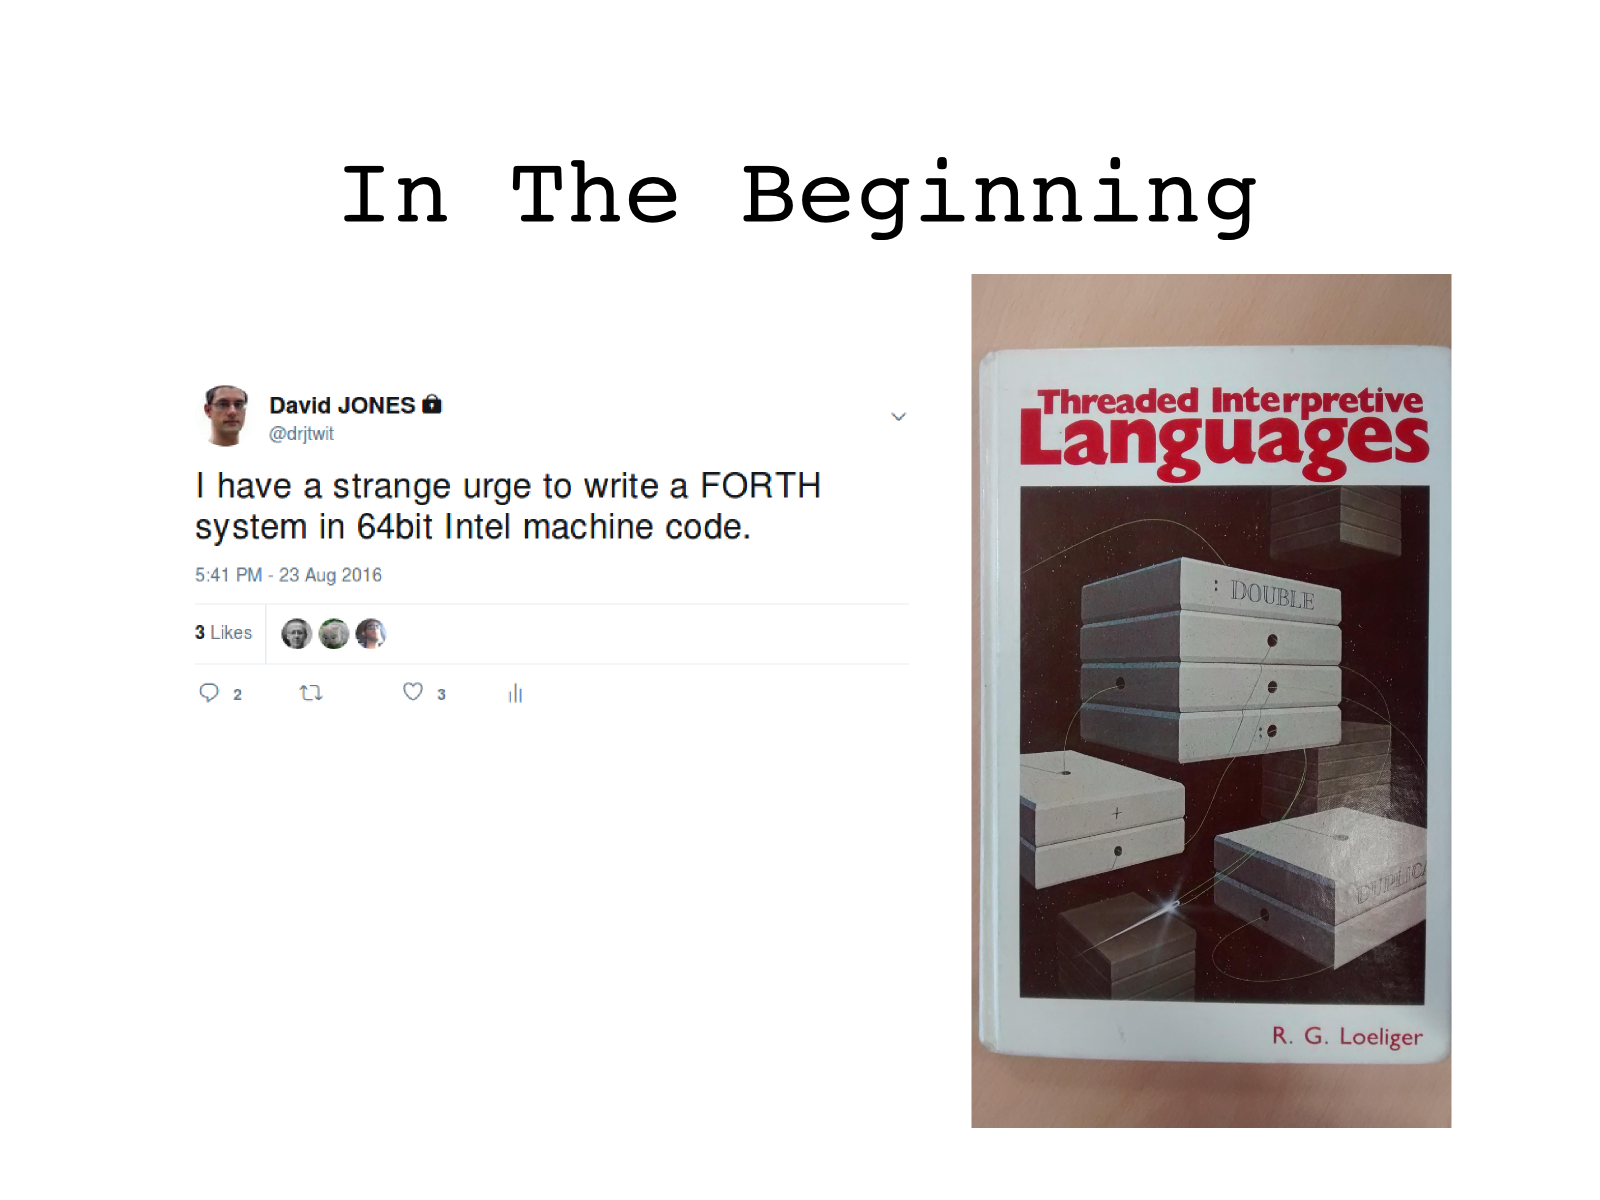 In The Beginning
David JONES
@drjtwit
I have a strange urge to write a FORTH
system in 64bit Intel machine code.
5:41 PM - 23 Aug 2016
3 Likes
2
3
Threaded Interpretive
Languages
: DOUBLE
;
+
R. G. Loeliger